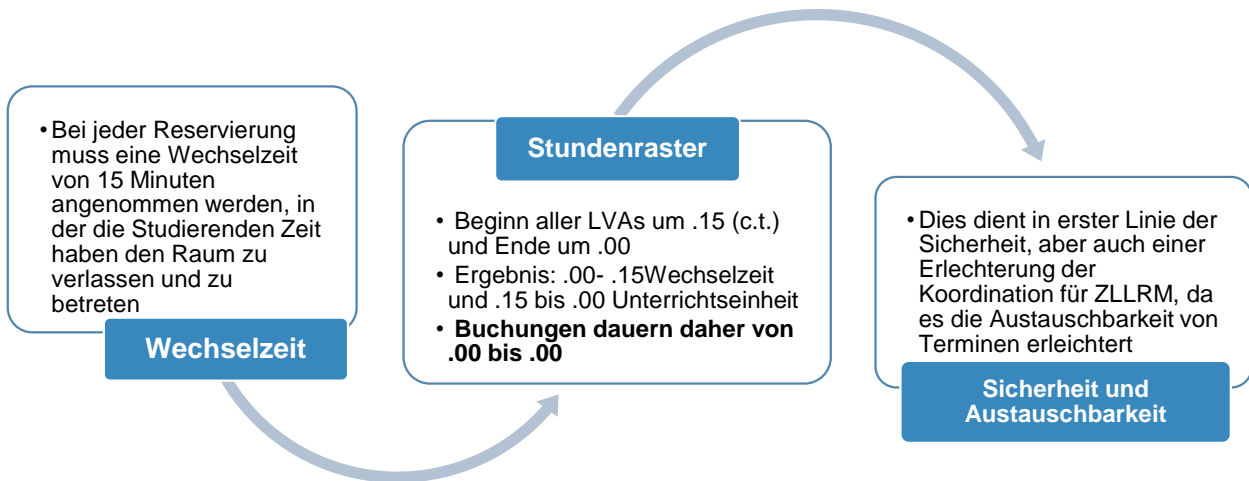 • Bei jeder Reservierung
muss eine Wechselzeit
von 15 Minuten
angenommen werden, in
der die Studierenden Zeit
haben den Raum zu
verlassen und zu
betreten
Wechselzeit
Stundenraster
• Beginn aller LVAs um .15 (c.t.)
und Ende um .00
• Ergebnis: .00- .15Wechselzeit
und .15 bis .00 Unterrichtseinheit
• Buchungen dauern daher von
.00 bis .00
• Dies dient in erster Linie der
Sicherheit, aber auch einer
Erlechterung der
Koordination für ZLLRM, da
es die Austauschbarkeit von
Terminen erleichtert
Sicherheit und
Austauschbarkeit